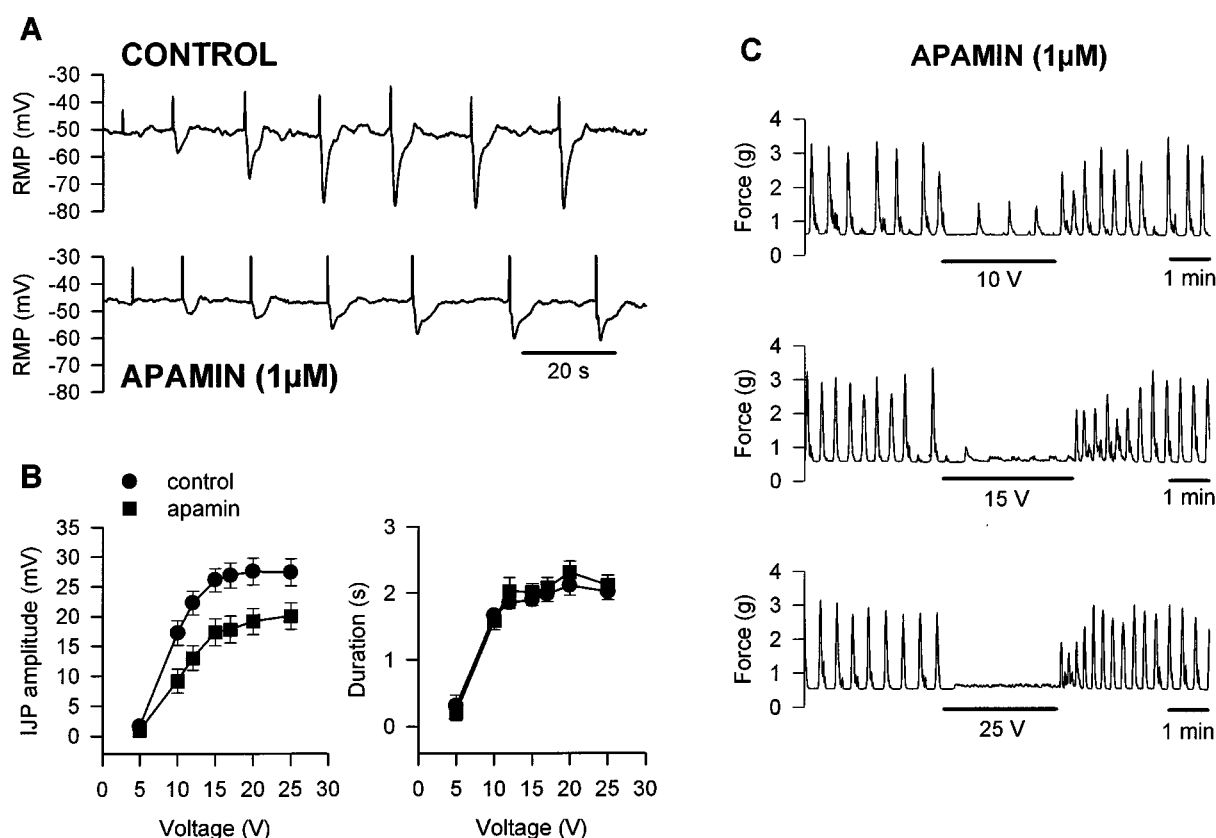 A
CONTROL
RMP (mV)
-30
-40
-50
-60
-70
-80
RMP (mV)
-30
-40
-50
-60
-70
-80
20 s
APAMIN (1µM)
B
control
apamin
IJP amplitude (mV)
35
30
25
20
15
10
5
0
0 5 10 15 20 25 30
Voltage (V)
Duration (s)
3
2
1
0
0 5 10 15 20 25 30
Voltage (V)
C
APAMIN (1µM)
Force (g)
4
3
2
1
0
10 V
1 min
Force (g)
4
3
2
1
0
15 V
1 min
Force (g)
4
3
2
1
0
25 V
1 min